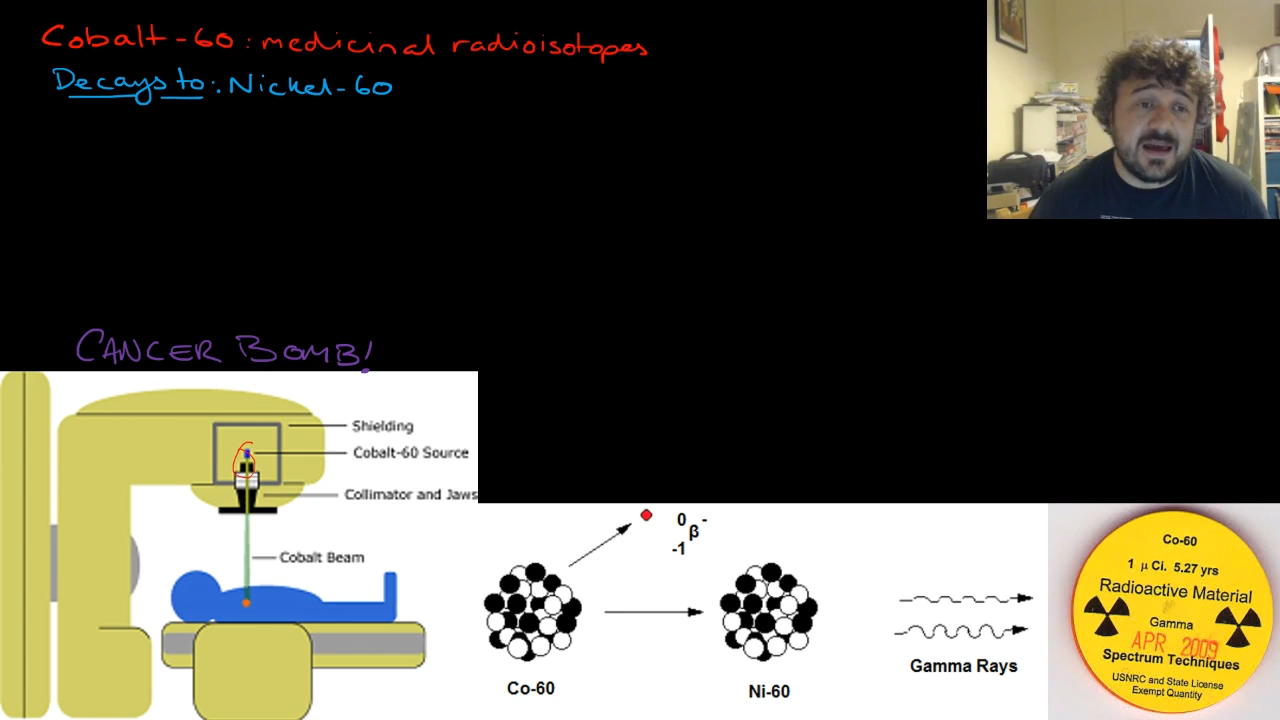 Cobalt-60: medicinal radioisotopes
Decays to: Nickel-60
CANCER BOMB!
Shielding
Cobalt-60 Source
Collimator and Jaws
Cobalt Beam
0
β -
-1
Co-60
Ni-60
Gamma Rays
Co-60
1 μ Ci. 5.27 yrs
Radioactive Material
Gamma
APR 2009
Spectrum Techniques
USNRC and State License
Exempt Quantity